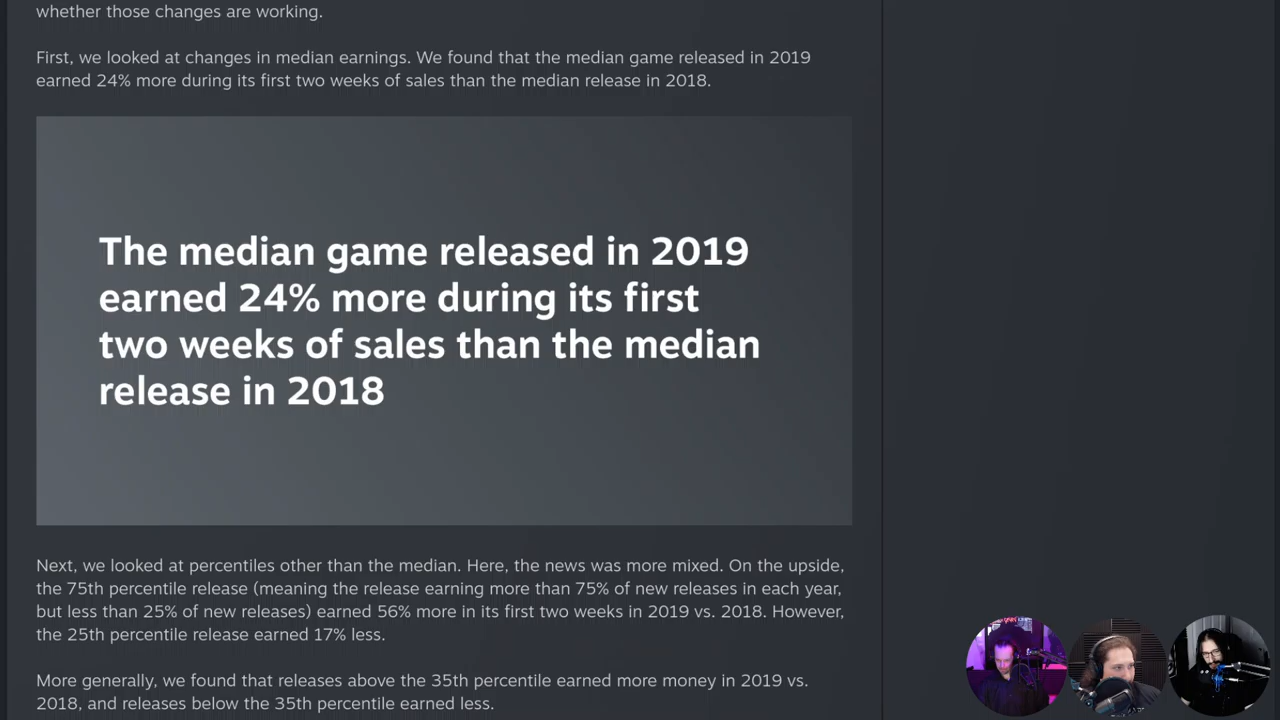 whether those changes are working.
First, we looked at changes in median earnings. We found that the median game released in 2019
earned 24% more during its first two weeks of sales than the median release in 2018.
The median game released in 2019
earned 24% more during its first
two weeks of sales than the median
release in 2018
Next, we looked at percentiles other than the median. Here, the news was more mixed. On the upside,
the 75th percentile release (meaning the release earning more than 75% of new releases in each year,
but less than 25% of new releases) earned 56% more in its first two weeks in 2019 vs. 2018. However,
the 25th percentile release earned 17% less.
More generally, we found that releases above the 35th percentile earned more money in 2019 vs.
2018, and releases below the 35th percentile earned less.